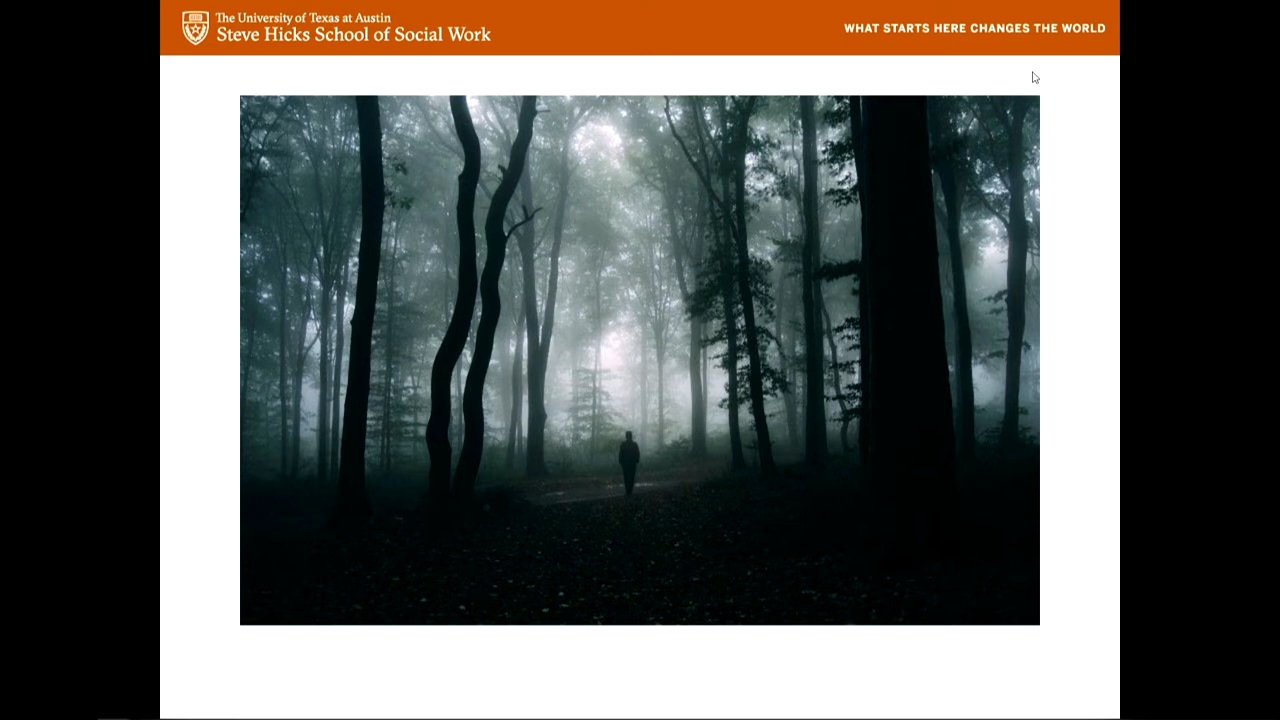 The University of Texas at Austin
Steve Hicks School of Social Work
WHAT STARTS HERE CHANGES THE WORLD